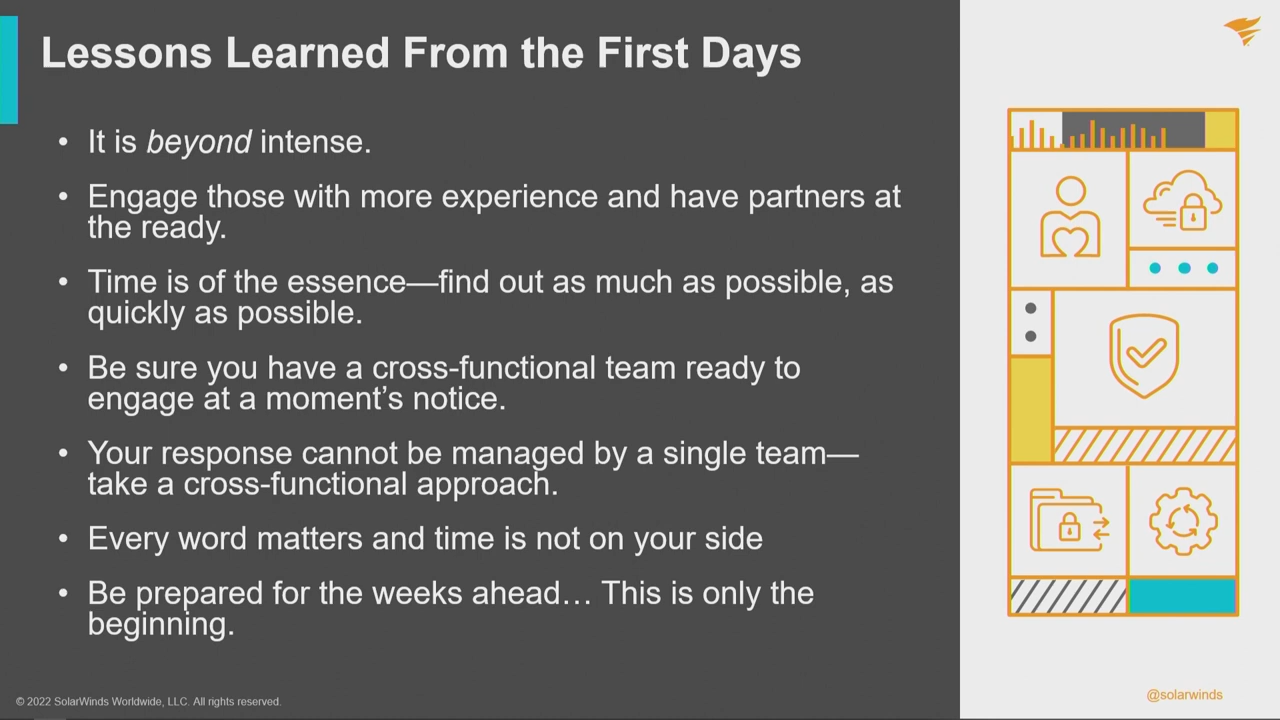 Lessons Learned From the First Days
• It is beyond intense.
• Engage those with more experience and have partners at
the ready.
• Time is of the essence—find out as much as possible, as
quickly as possible.
• Be sure you have a cross-functional team ready to
engage at a moment’s notice.
• Your response cannot be managed by a single team—
take a cross-functional approach.
• Every word matters and time is not on your side
• Be prepared for the weeks ahead… This is only the
beginning.
© 2022 SolarWinds Worldwide, LLC. All rights reserved.
@solarwinds